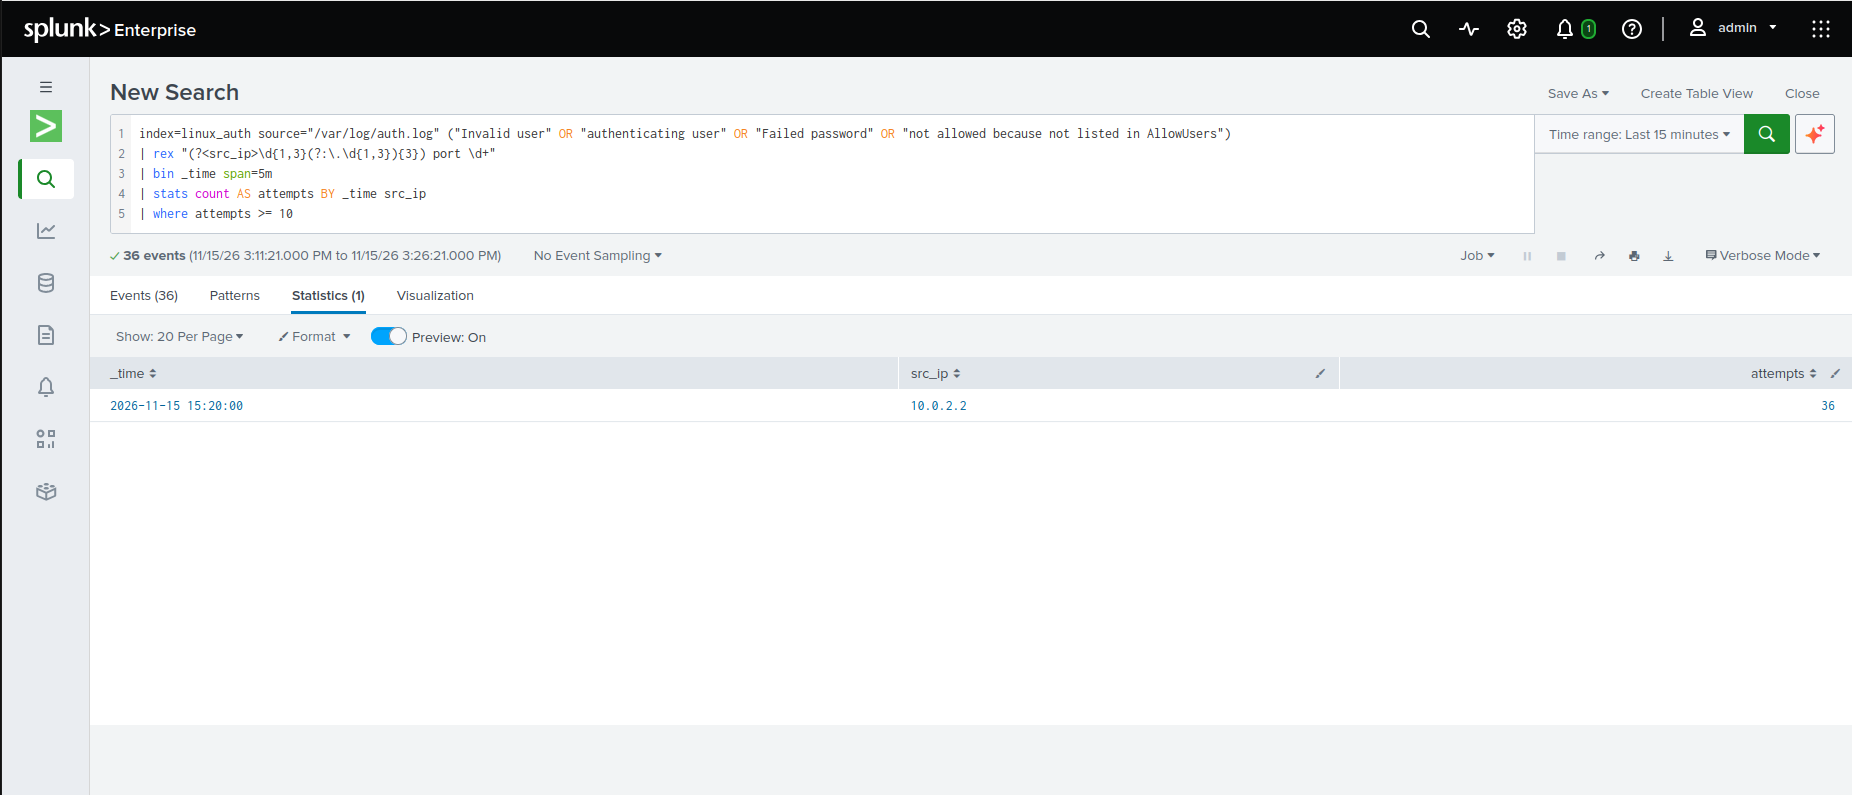 splunk> Enterprise
1
admin
New Search
Save As
Create Table View
Close
1 index=linux_auth source="/var/log/auth.log" ("Invalid user" OR "authenticating user" OR "Failed password" OR "not allowed because not listed in AllowUsers")
2 | rex "(?<src_ip>\d{1,3}(?:\.\d{1,3}){3}) port \d+"
3 | bin _time span=5m
4 | stats count AS attempts BY _time src_ip
5 | where attempts >= 10
Time range: Last 15 minutes
36 events (11/15/26 3:11:21.000 PM to 11/15/26 3:26:21.000 PM)
No Event Sampling
Job
Verbose Mode
Events (36)
Patterns
Statistics (1)
Visualization
Show: 20 Per Page
Format
Preview: On
_time
src_ip
attempts
2026-11-15 15:20:00
10.0.2.2
36